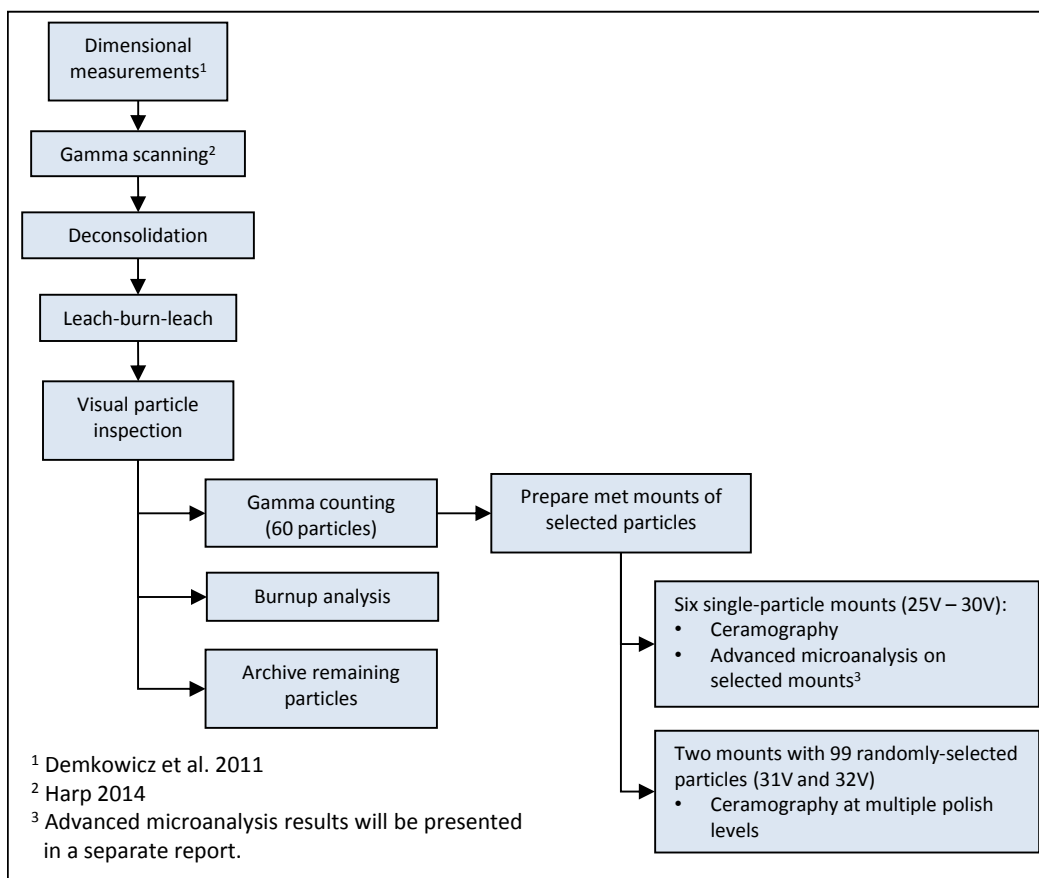 Dimensional
measurements¹
Gamma scanning²
Deconsolidation
Leach-burn-leach
Visual particle
inspection
Gamma counting
(60 particles)
Prepare met mounts of
selected particles
Burnup analysis
Archive remaining
particles
Six single-particle mounts (25V – 30V):
• Ceramography
• Advanced microanalysis on
selected mounts³
Two mounts with 99 randomly-selected
particles (31V and 32V)
• Ceramography at multiple polish
levels
¹ Demkowicz et al. 2011
² Harp 2014
³ Advanced microanalysis results will be presented
in a separate report.